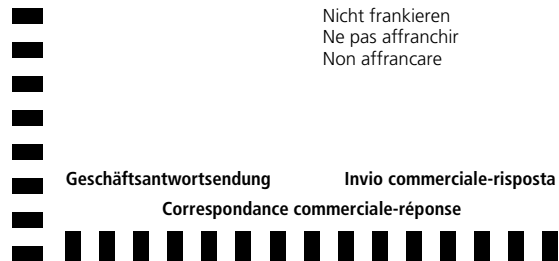 Nicht frankieren
Ne pas affranchir
Non affrancare
Geschäftsantwortsendung Invio commerciale-risposta
Correspondance commerciale-réponse